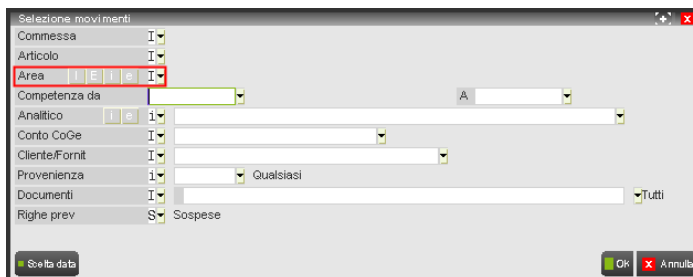 Selezione movimenti
Commessa I
Articolo I
Area I E i e I
Competenza da A
Analitico i e i
Conto CoGe I
Cliente/Fornit I
Provenienza i Qualsiasi
Documenti I Tutti
Righe prev S Sospese
Scelta data Ok X Annulla